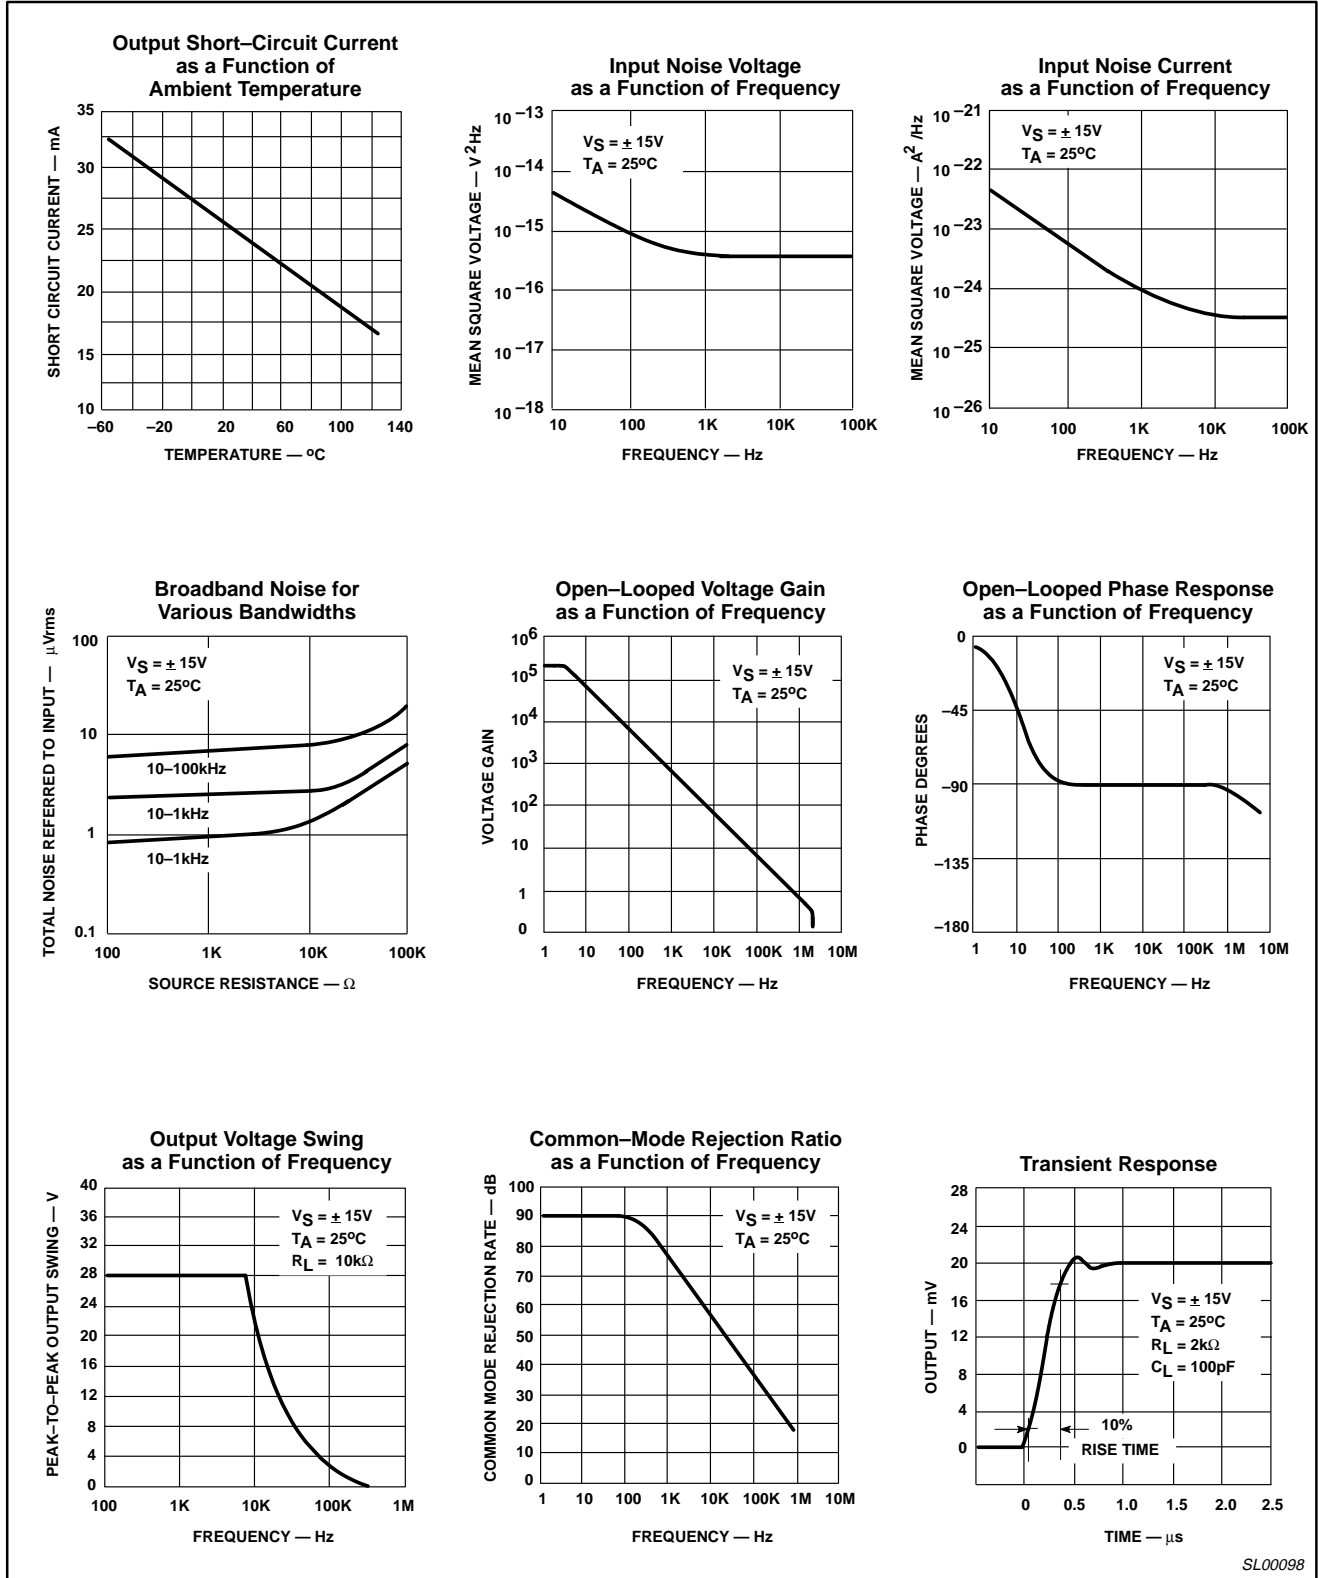 Output Short–Circuit Current
as a Function of
Ambient Temperature
SHORT CIRCUIT CURRENT — mA
35
30
25
20
15
10
–60
–20
20
60
100
140
TEMPERATURE — °C
Input Noise Voltage
as a Function of Frequency
MEAN SQUARE VOLTAGE — V²Hz
10 –13
10 –14
10 –15
10 –16
10 –17
10 –18
VS = ± 15V
TA = 25°C
10
100
1K
10K
100K
FREQUENCY — Hz
Input Noise Current
as a Function of Frequency
MEAN SQUARE VOLTAGE — A² /Hz
10 –21
10 –22
10 –23
10 –24
10 –25
10 –26
VS = ± 15V
TA = 25°C
10
100
1K
10K
100K
FREQUENCY — Hz
Broadband Noise for
Various Bandwidths
TOTAL NOISE REFERRED TO INPUT — μVrms
100
10
1
0.1
VS = ± 15V
TA = 25°C
10–100kHz
10–1kHz
10–1kHz
100
1K
10K
100K
SOURCE RESISTANCE — Ω
Open–Looped Voltage Gain
as a Function of Frequency
VOLTAGE GAIN
10⁶
10⁵
10⁴
10³
10²
10
1
0
VS = ± 15V
TA = 25°C
1
10
100
1K
10K
100K
1M
10M
FREQUENCY — Hz
Open–Looped Phase Response
as a Function of Frequency
PHASE DEGREES
0
–45
–90
–135
–180
VS = ± 15V
TA = 25°C
1
10
100
1K
10K
100K
1M
10M
FREQUENCY — Hz
Output Voltage Swing
as a Function of Frequency
PEAK–TO–PEAK OUTPUT SWING — V
40
36
32
28
24
20
16
12
8
4
0
VS = ± 15V
TA = 25°C
RL = 10kΩ
100
1K
10K
100K
1M
FREQUENCY — Hz
Common–Mode Rejection Ratio
as a Function of Frequency
COMMON MODE REJECTION RATE — dB
100
90
80
70
60
50
40
30
20
10
0
VS = ± 15V
TA = 25°C
1
10
100
1K
10K
100K
1M
10M
FREQUENCY — Hz
Transient Response
OUTPUT — mV
28
24
20
16
12
8
4
0
VS = ± 15V
TA = 25°C
RL = 2kΩ
CL = 100pF
10%
RISE TIME
0
0.5
1.0
1.5
2.0
2.5
TIME — μs
SL00098